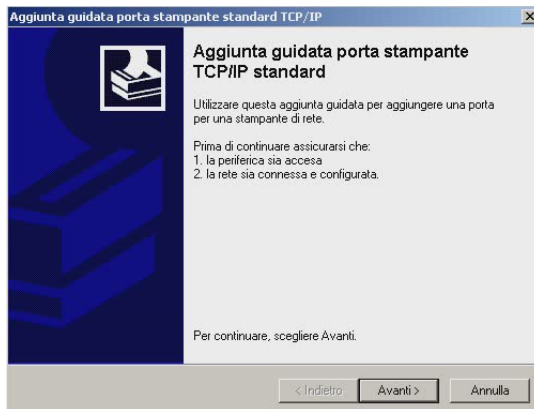 Aggiunta guidata porta stampante standard TCP/IP
Aggiunta guidata porta stampante
TCP/IP standard
Utilizzare questa aggiunta guidata per aggiungere una porta
per una stampante di rete.
Prima di continuare assicurarsi che:
1. la periferica sia accesa
2. la rete sia connessa e configurata.
Per continuare, scegliere Avanti.
< Indietro
Avanti >
Annulla